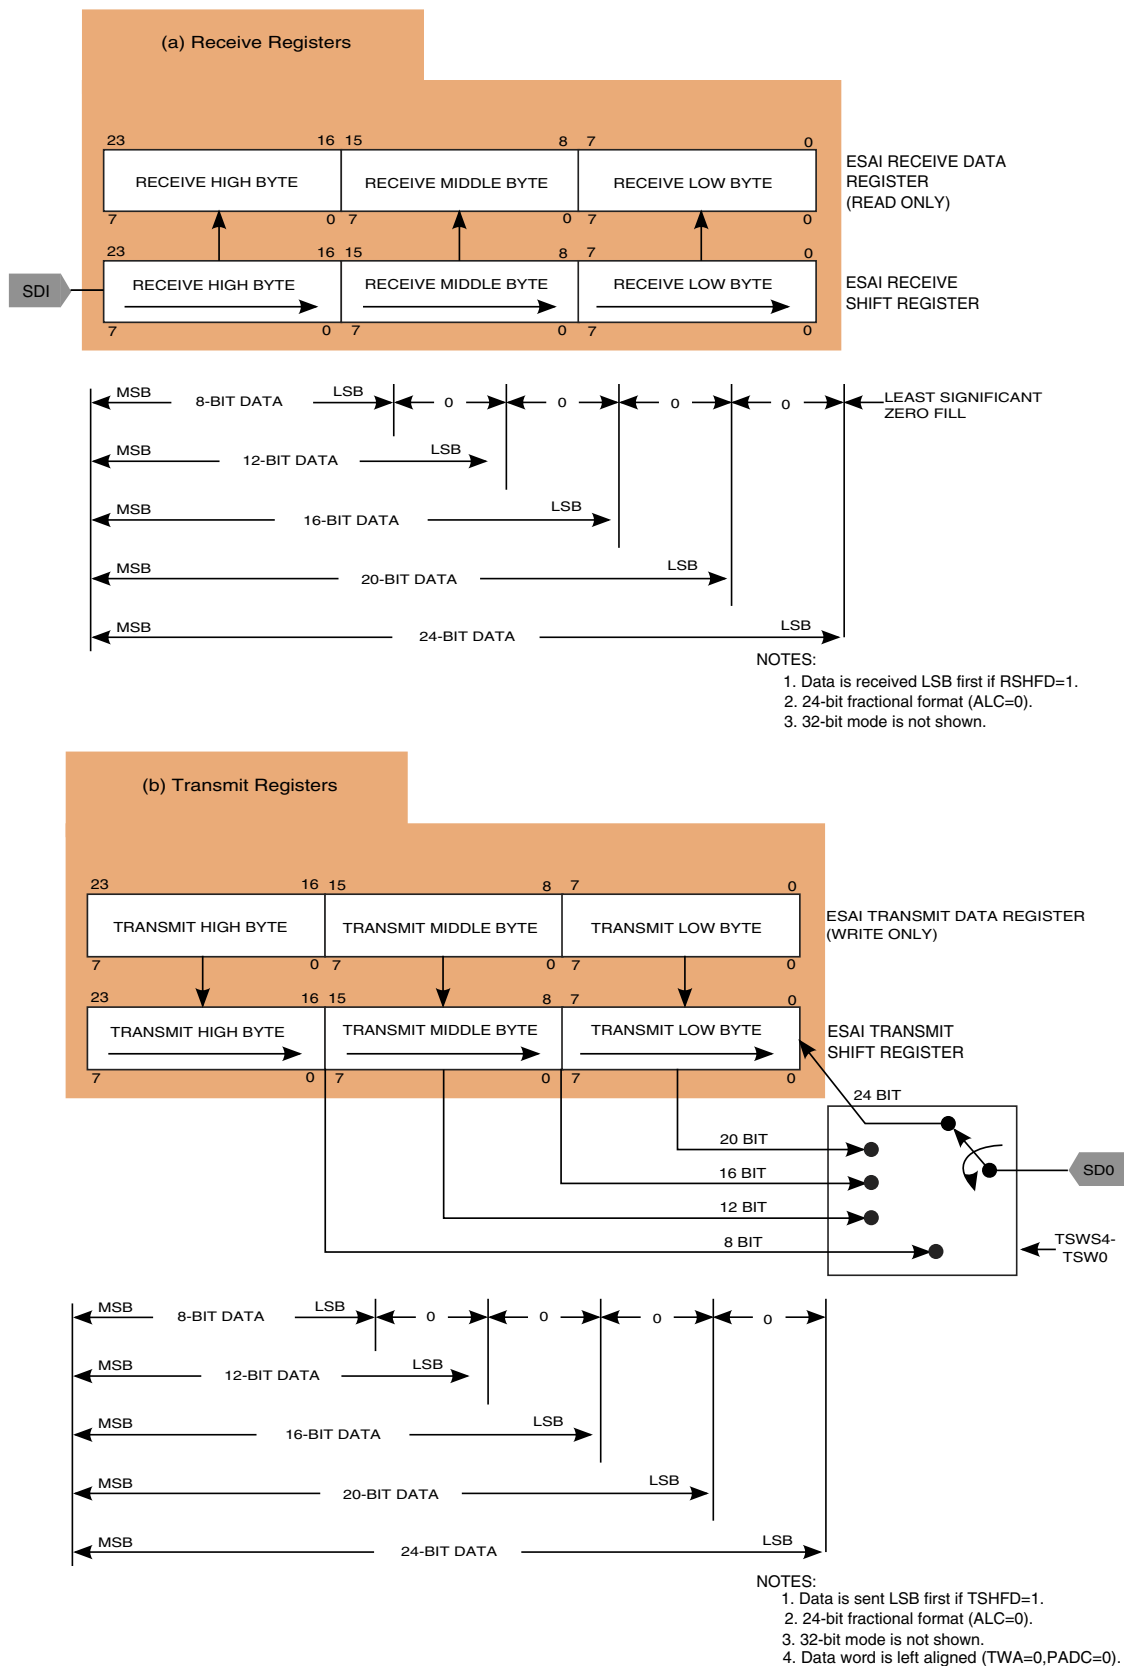 (a) Receive Registers
23 16 15 8 7 0
RECEIVE HIGH BYTE RECEIVE MIDDLE BYTE RECEIVE LOW BYTE
ESAI RECEIVE DATA
REGISTER
(READ ONLY)
7 0 7 0 7 0
23 16 15 8 7 0
SDI
RECEIVE HIGH BYTE RECEIVE MIDDLE BYTE RECEIVE LOW BYTE
ESAI RECEIVE
SHIFT REGISTER
7 0 7 0 7 0
MSB 8-BIT DATA LSB 0 0 0 0 LEAST SIGNIFICANT
ZERO FILL
MSB 12-BIT DATA LSB
MSB 16-BIT DATA LSB
MSB 20-BIT DATA LSB
MSB 24-BIT DATA LSB
NOTES:
1. Data is received LSB first if RSHFD=1.
2. 24-bit fractional format (ALC=0).
3. 32-bit mode is not shown.
(b) Transmit Registers
23 16 15 8 7 0
TRANSMIT HIGH BYTE TRANSMIT MIDDLE BYTE TRANSMIT LOW BYTE
ESAI TRANSMIT DATA REGISTER
(WRITE ONLY)
7 0 7 0 7 0
23 16 15 8 7 0
TRANSMIT HIGH BYTE TRANSMIT MIDDLE BYTE TRANSMIT LOW BYTE
ESAI TRANSMIT
SHIFT REGISTER
7 0 7 0 7 0
24 BIT
20 BIT
16 BIT
SD0
12 BIT
8 BIT
TSWS4-
TSW0
MSB 8-BIT DATA LSB 0 0 0 0
MSB 12-BIT DATA LSB
MSB 16-BIT DATA LSB
MSB 20-BIT DATA LSB
MSB 24-BIT DATA LSB
NOTES:
1. Data is sent LSB first if TSHFD=1.
2. 24-bit fractional format (ALC=0).
3. 32-bit mode is not shown.
4. Data word is left aligned (TWA=0,PADC=0).